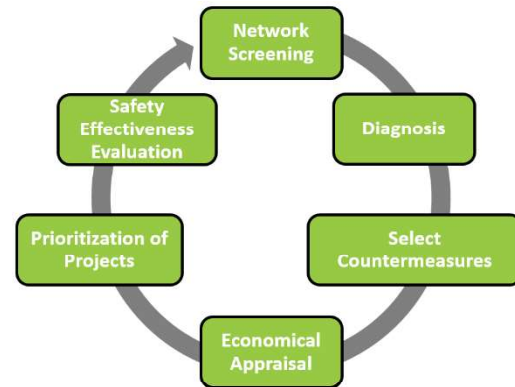 Network
Screening
Diagnosis
Select
Countermeasures
Economical
Appraisal
Prioritization of
Projects
Safety
Effectiveness
Evaluation